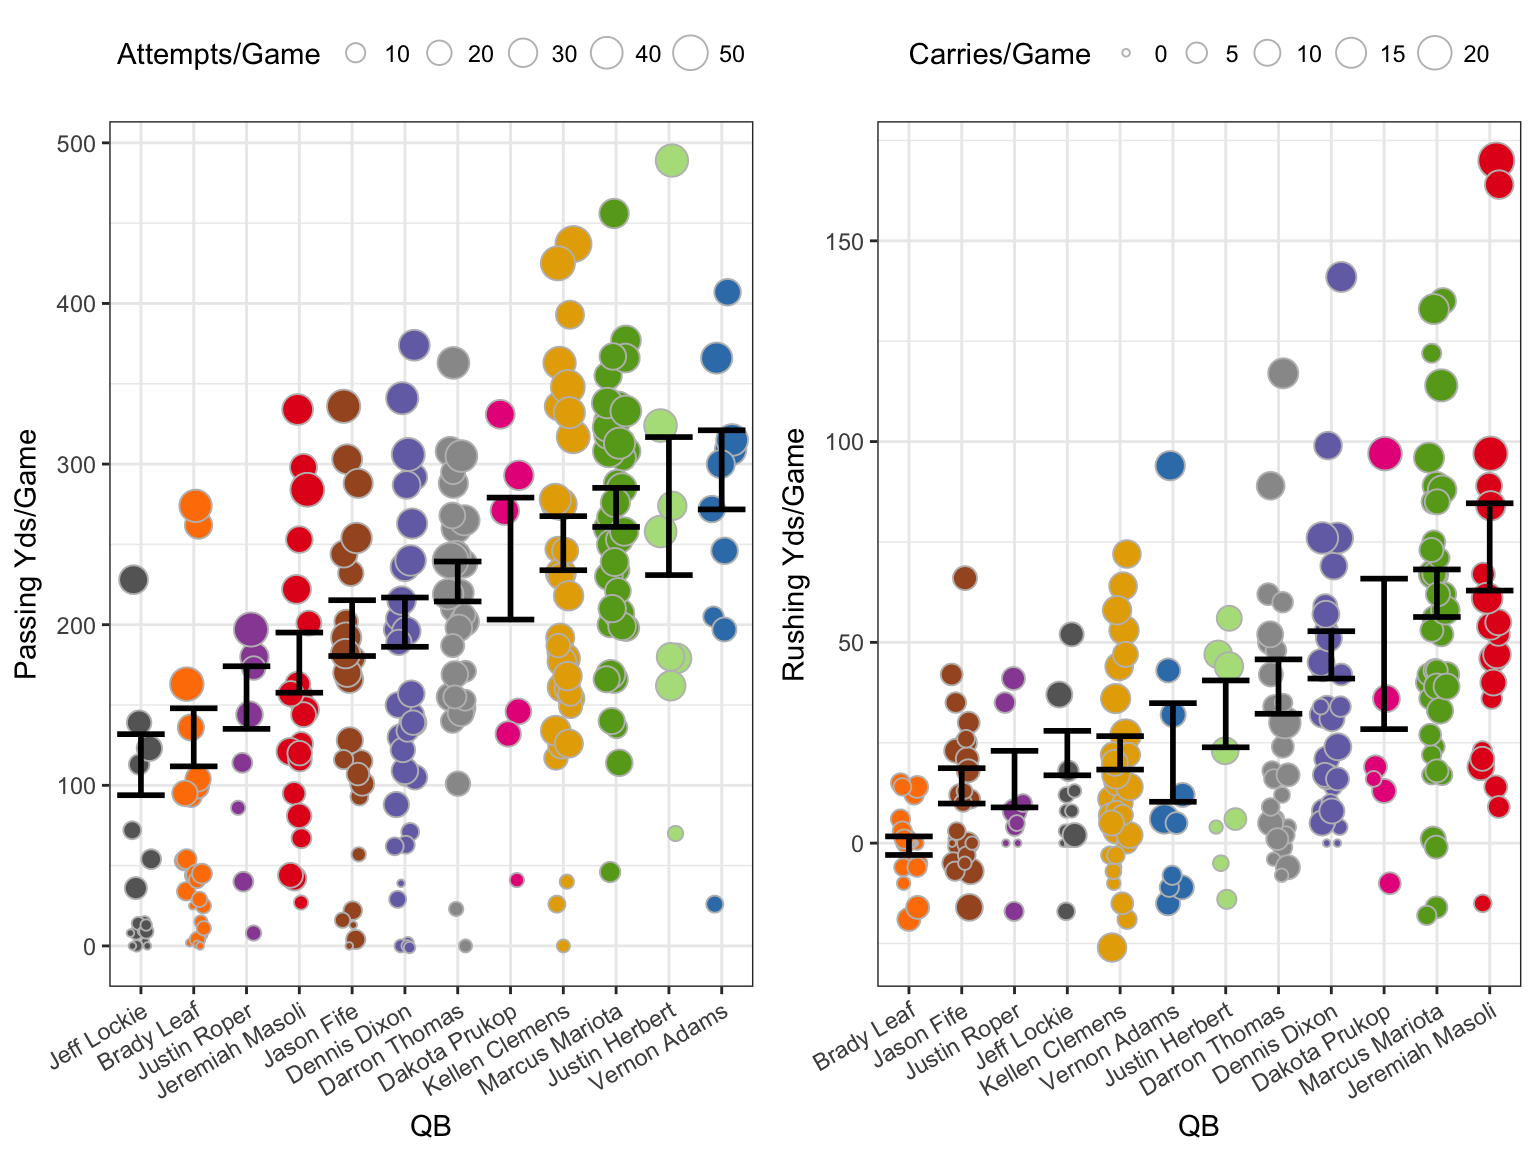 Attempts/Game 10 20 30 40 50
Passing Yds/Game
500
400
300
200
100
0
Jeff Lockie
Brady Leaf
Justin Roper
Jeremiah Masoli
Jason Fife
Dennis Dixon
Darron Thomas
Dakota Prukop
Kellen Clemens
Marcus Mariota
Justin Herbert
Vernon Adams
QB
Carries/Game 0 5 10 15 20
Rushing Yds/Game
150
100
50
0
Brady Leaf
Jason Fife
Justin Roper
Jeff Lockie
Kellen Clemens
Vernon Adams
Justin Herbert
Darron Thomas
Dennis Dixon
Dakota Prukop
Marcus Mariota
Jeremiah Masoli
QB